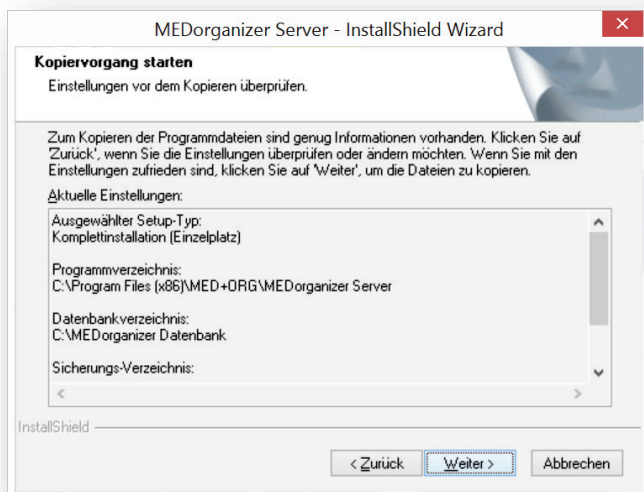 MEDorganizer Server - InstallShield Wizard
Kopiervorgang starten
Einstellungen vor dem Kopieren überprüfen.
Zum Kopieren der Programmdateien sind genug Informationen vorhanden. Klicken Sie auf
'Zurück', wenn Sie die Einstellungen überprüfen oder ändern möchten. Wenn Sie mit den
Einstellungen zufrieden sind, klicken Sie auf 'Weiter', um die Dateien zu kopieren.
Aktuelle Einstellungen:
Ausgewählter Setup-Typ:
Komplettinstallation (Einzelplatz)
Programmverzeichnis:
C:\Program Files (x86)\MED+ORG\MEDorganizer Server
Datenbankverzeichnis:
C:\MEDorganizer Datenbank
Sicherungs-Verzeichnis:
InstallShield
< Zurück Weiter > Abbrechen